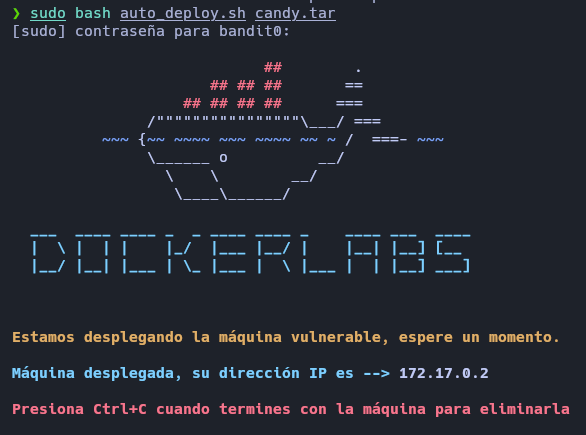 ❯ sudo bash auto_deploy.sh candy.tar
[sudo] contraseña para bandit0:
                            ##        .
                      ## ## ##       ==
                   ## ## ## ##      ===
               /""""""""""""""""\___/ ===
          ~~~ {~~ ~~~~ ~~~ ~~~~ ~~ ~ /  ===- ~~~
               \______ o          __/
                 \    \        __/
                  \____\______/
DOCKERLABS
Estamos desplegando la máquina vulnerable, espere un momento.
Máquina desplegada, su dirección IP es --> 172.17.0.2
Presiona Ctrl+C cuando termines con la máquina para eliminarla